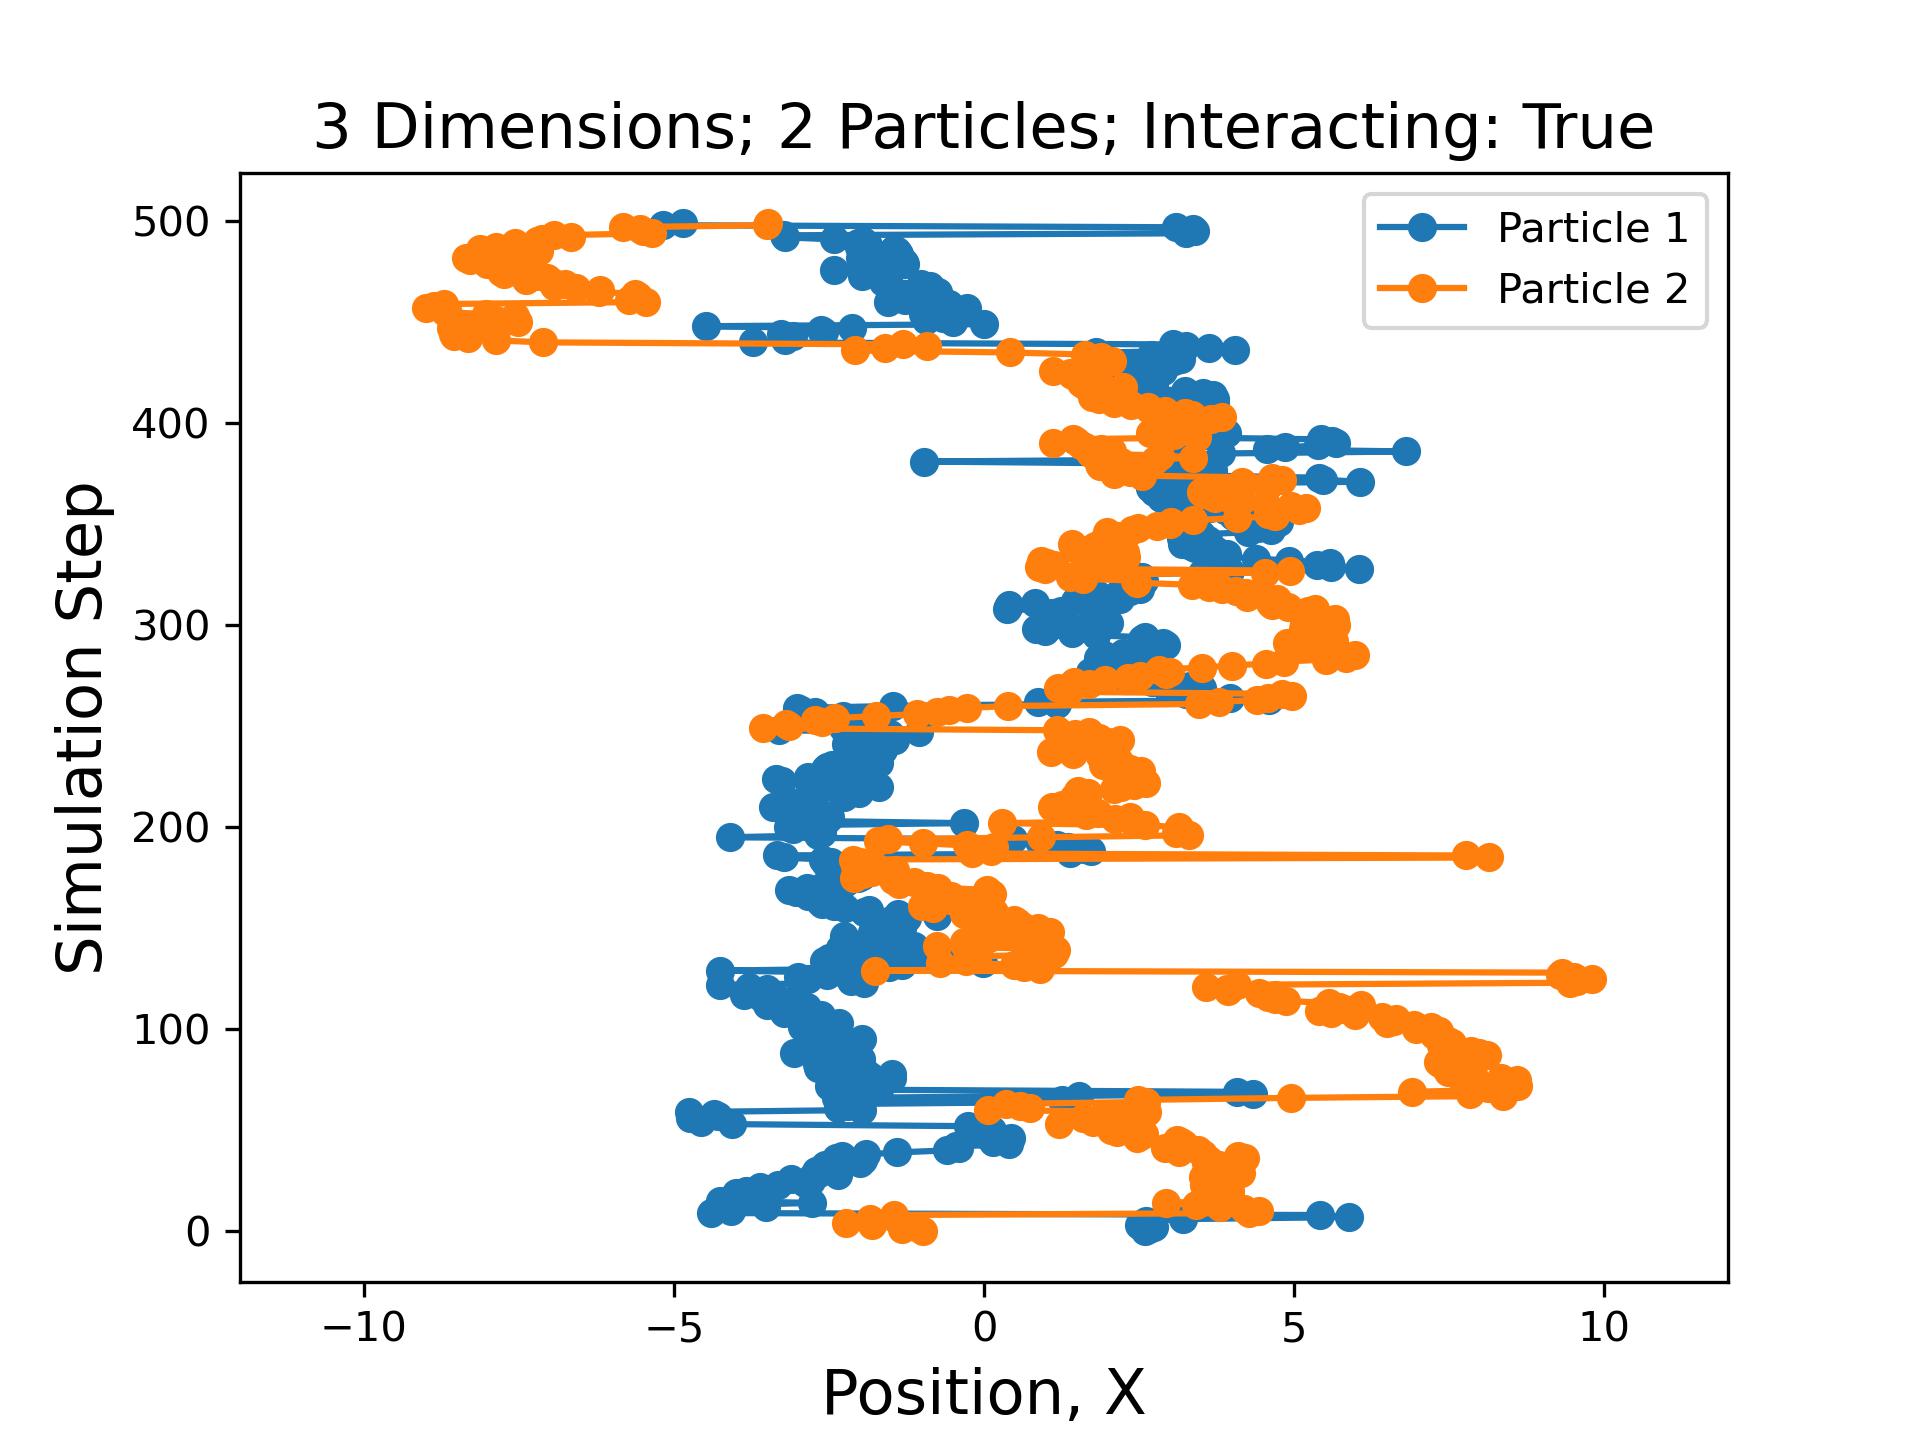 3 Dimensions; 2 Particles; Interacting: True
Particle 1
Particle 2
500
400
300
200
100
0
Simulation Step
−10
−5
0
5
10
Position, X